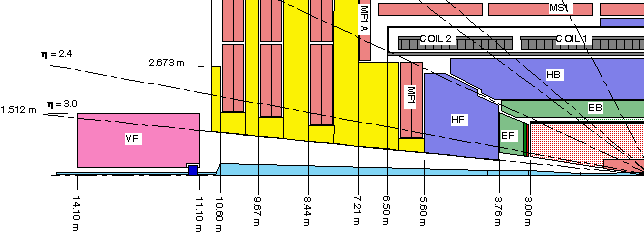 MS1
MF1 A
COIL 2
COIL 1
η = 2.4
2.673 m
HB
MF1
η = 3.0
1.512 m
EB
VF
HF
EF
14.10 m
11.10 m
10.60 m
9.67 m
8.44 m
7.21 m
6.50 m
5.60 m
3.76 m
3.00 m